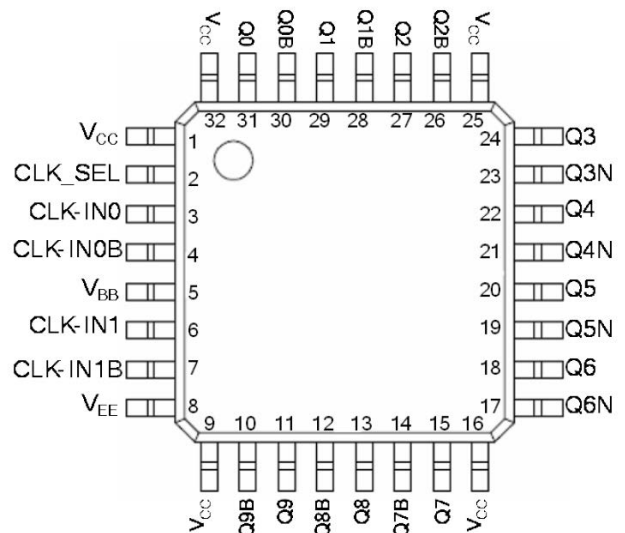 VCC Q0 Q0B Q1 Q1B Q2 Q2B VCC
32 31 30 29 28 27 26 25
VCC 1 24 Q3
CLK_SEL 2 23 Q3N
CLK-IN0 3 22 Q4
CLK-IN0B 4 21 Q4N
VBB 5 20 Q5
CLK-IN1 6 19 Q5N
CLK-IN1B 7 18 Q6
VEE 8 17 Q6N
9 10 11 12 13 14 15 16
VCC Q9B Q9 Q8B Q8 Q7B Q7 VCC